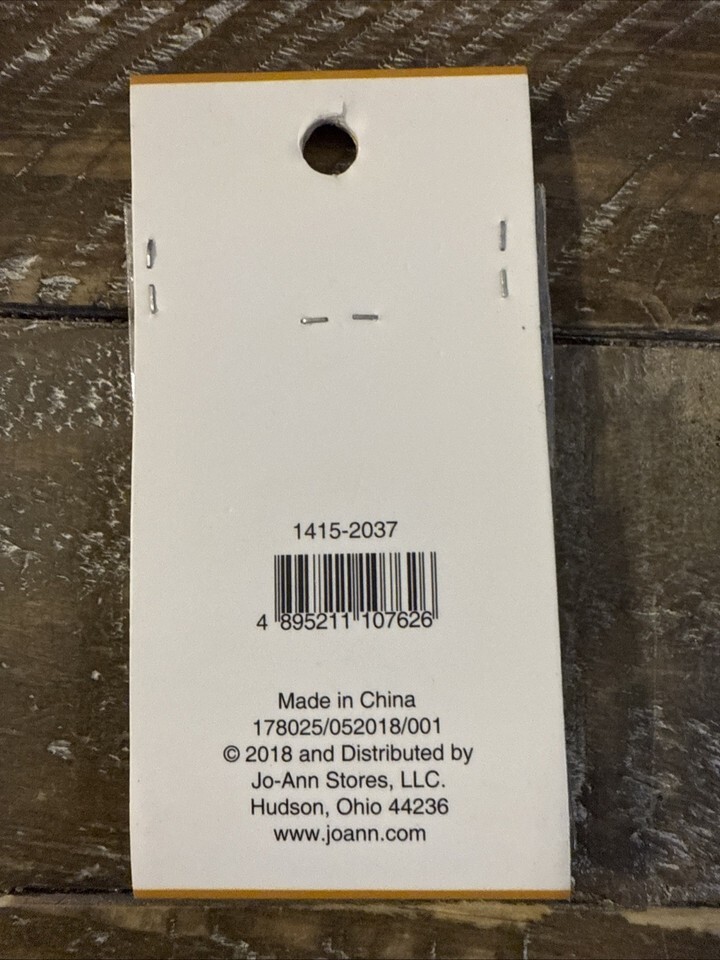 1415-2037
4 895211 107626
Made in China
178025/052018/001
© 2018 and Distributed by
Jo-Ann Stores, LLC.
Hudson, Ohio 44236
www.joann.com